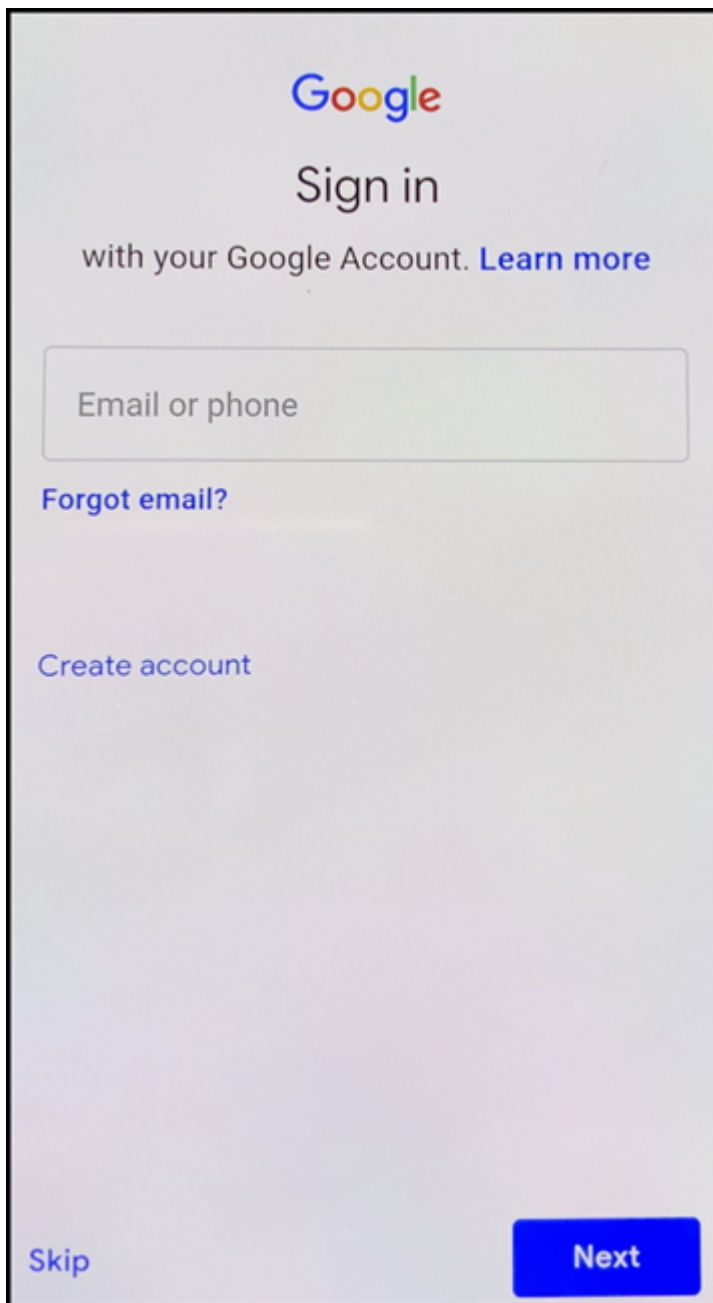 Google
Sign in
with your Google Account. Learn more
Email or phone
Forgot email?
Create account
Skip
Next